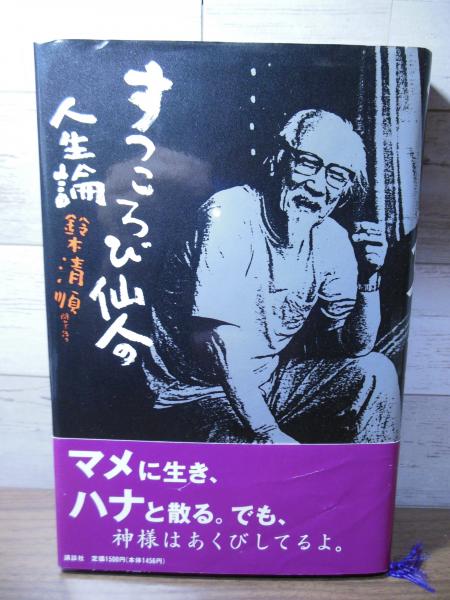 すっころび仙人の
人生論
鈴木清順
マメに生き、
ハナと散る。でも、
神様はあくびしてるよ。
講談社 定価1500円(本体1456円)